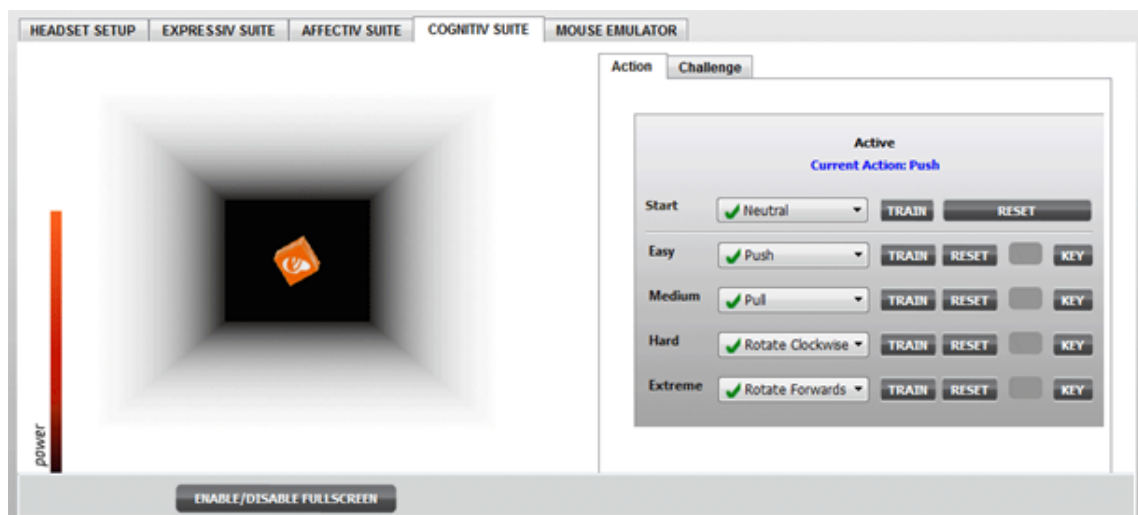 HEADSET SETUP EXPRESSIV SUITE AFFECTIV SUITE COGNITIV SUITE MOUSE EMULATOR
Action Challenge
Active
Current Action: Push
Start Neutral TRAIN RESET
Easy Push TRAIN RESET KEY
Medium Pull TRAIN RESET KEY
Hard Rotate Clockwise TRAIN RESET KEY
Extreme Rotate Forwards TRAIN RESET KEY
power
ENABLE/DISABLE FULLSCREEN